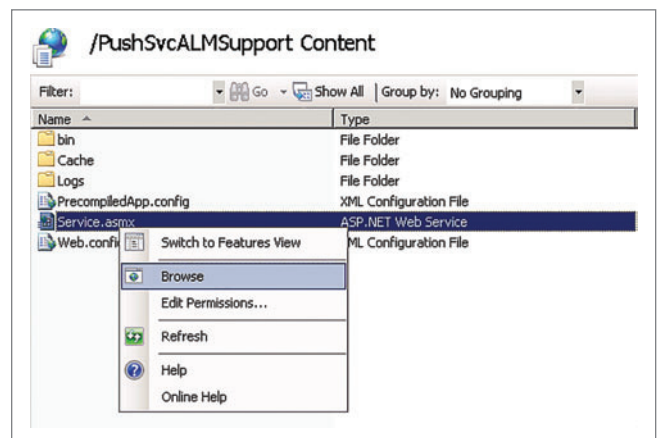 /PushSvcALMSupport Content
Filter: Go Show All Group by: No Grouping
Name Type
bin File Folder
Cache File Folder
Logs File Folder
PrecompiledApp.config XML Configuration File
Service.asmx ASP.NET Web Service
Web.confi ML Configuration File
Switch to Features View
Browse
Edit Permissions...
Refresh
Help
Online Help